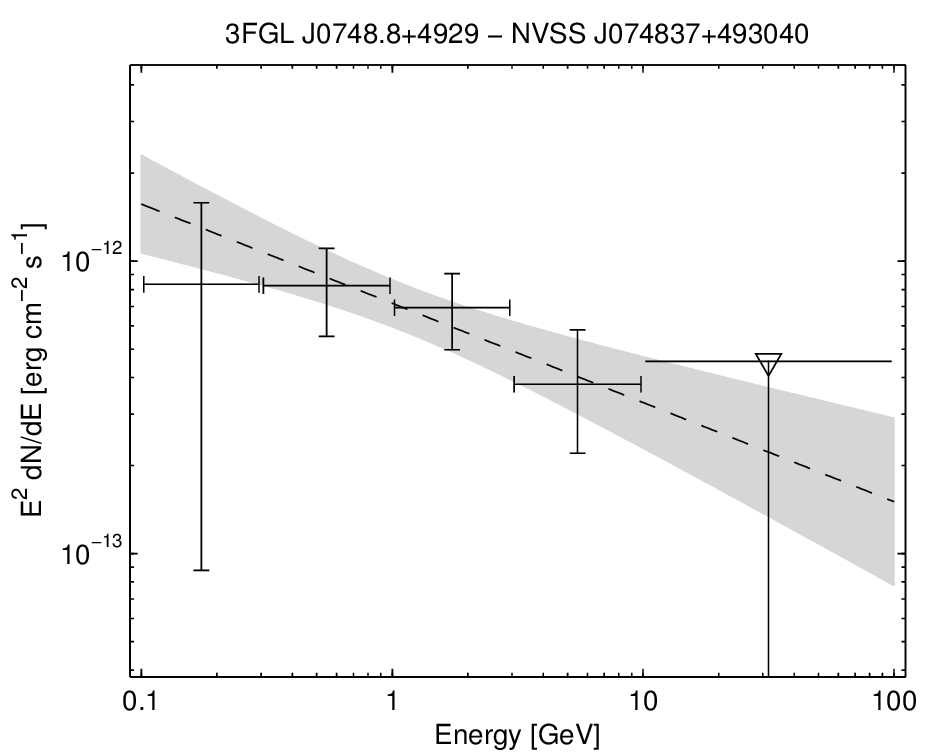 3FGL J0748.8+4929 − NVSS J074837+493040
E² dN/dE [erg cm⁻² s⁻¹]
10⁻¹²
10⁻¹³
0.1 1 10 100
Energy [GeV]